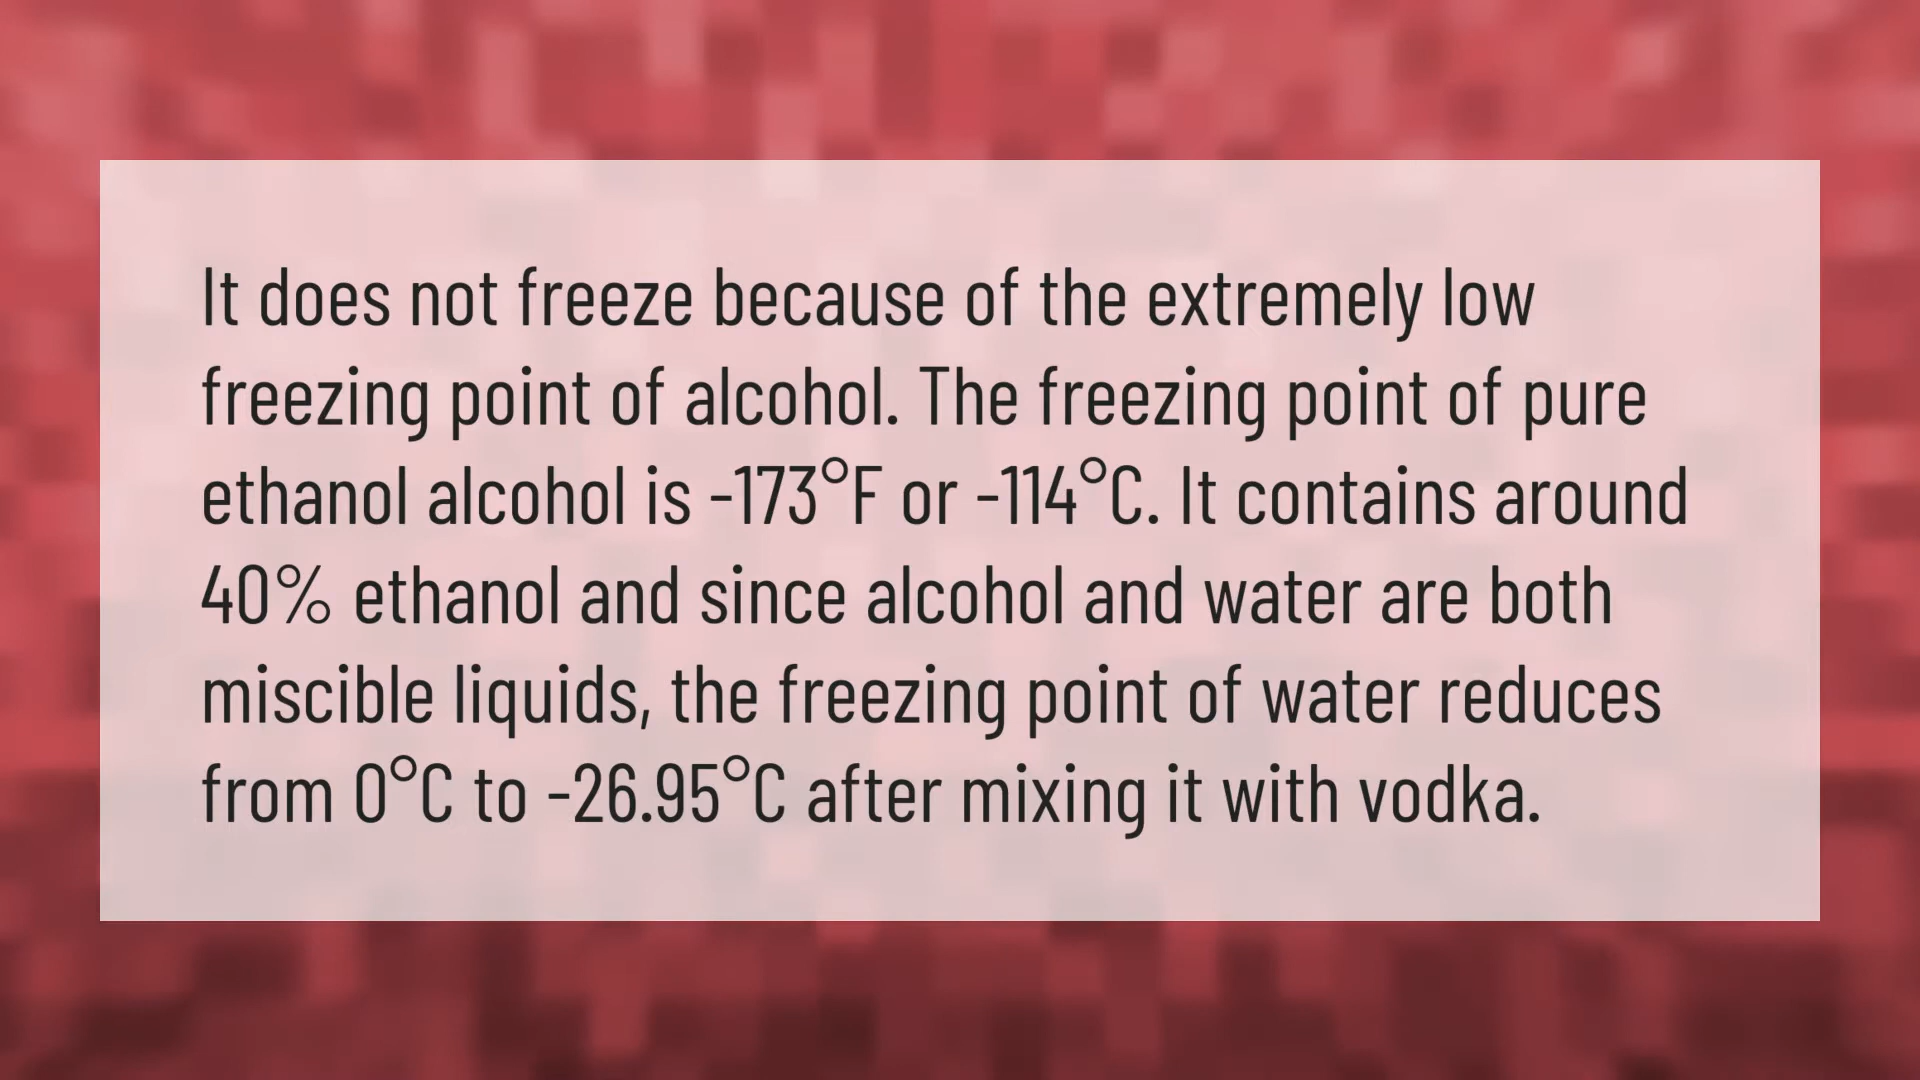 It does not freeze because of the extremely low
freezing point of alcohol. The freezing point of pure
ethanol alcohol is -173°F or -114°C. It contains around
40% ethanol and since alcohol and water are both
miscible liquids, the freezing point of water reduces
from 0°C to -26.95°C after mixing it with vodka.